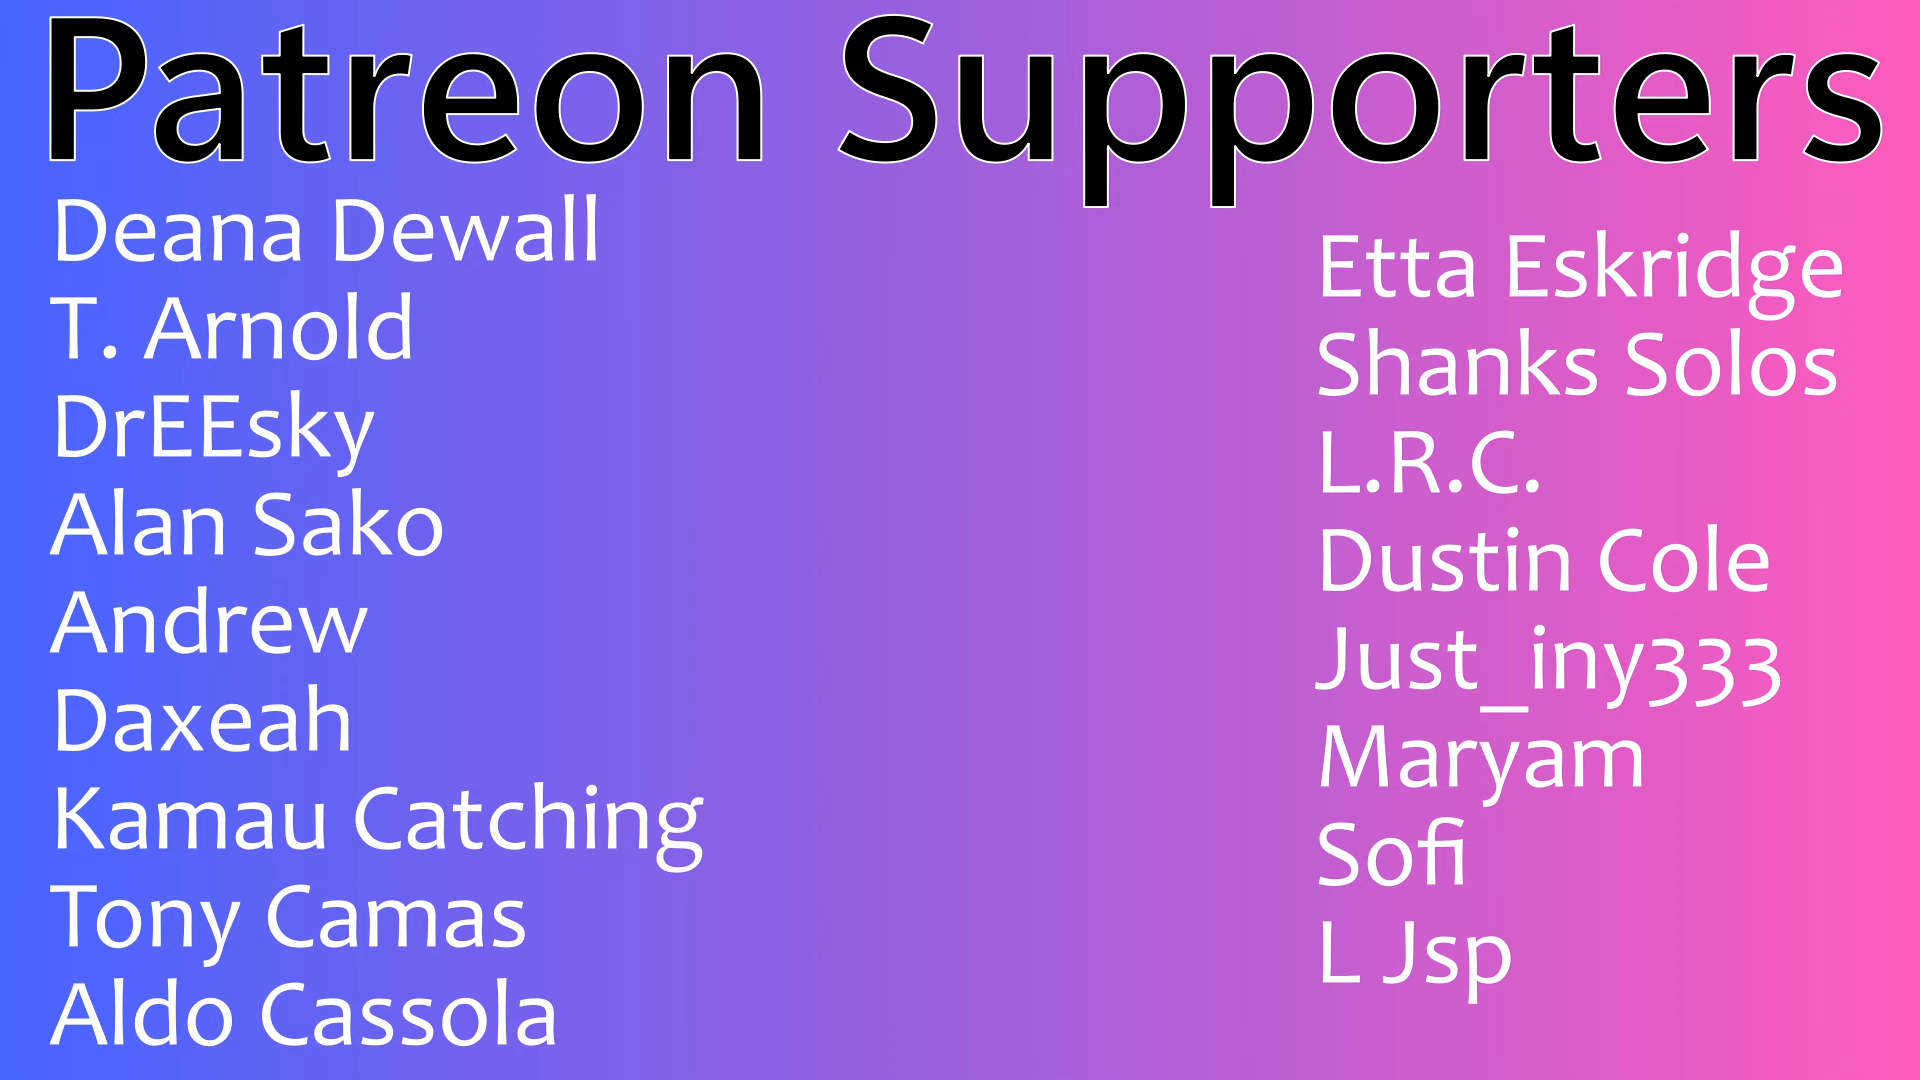 Patreon Supporters
Deana Dewall
T. Arnold
DrEEsky
Alan Sako
Andrew
Daxeah
Kamau Catching
Tony Camas
Aldo Cassola
Etta Eskridge
Shanks Solos
L.R.C.
Dustin Cole
Just_iny333
Maryam
Sofi
L Jsp